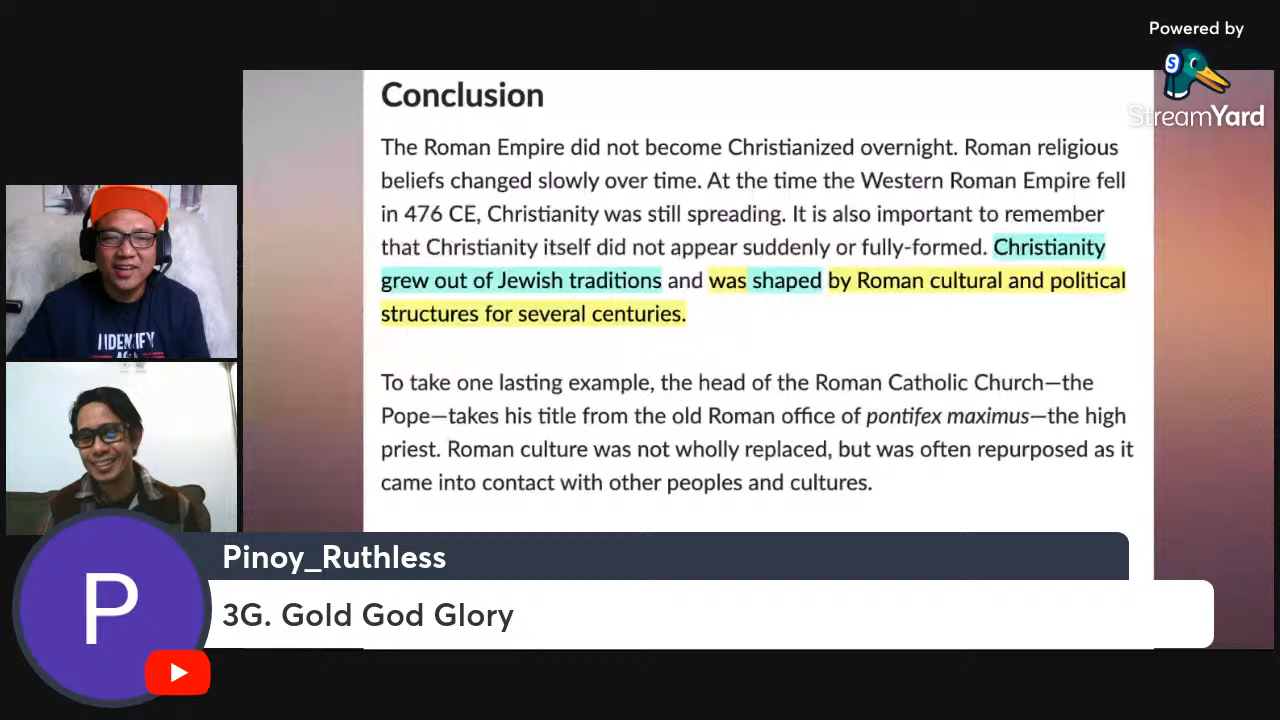 Powered by
S
StreamYard
Conclusion
The Roman Empire did not become Christianized overnight. Roman religious
beliefs changed slowly over time. At the time the Western Roman Empire fell
in 476 CE, Christianity was still spreading. It is also important to remember
that Christianity itself did not appear suddenly or fully-formed. Christianity
grew out of Jewish traditions and was shaped by Roman cultural and political
structures for several centuries.
To take one lasting example, the head of the Roman Catholic Church—the
Pope—takes his title from the old Roman office of pontifex maximus—the high
priest. Roman culture was not wholly replaced, but was often repurposed as it
came into contact with other peoples and cultures.
I IDENTIFY
P
Pinoy_Ruthless
3G. Gold God Glory